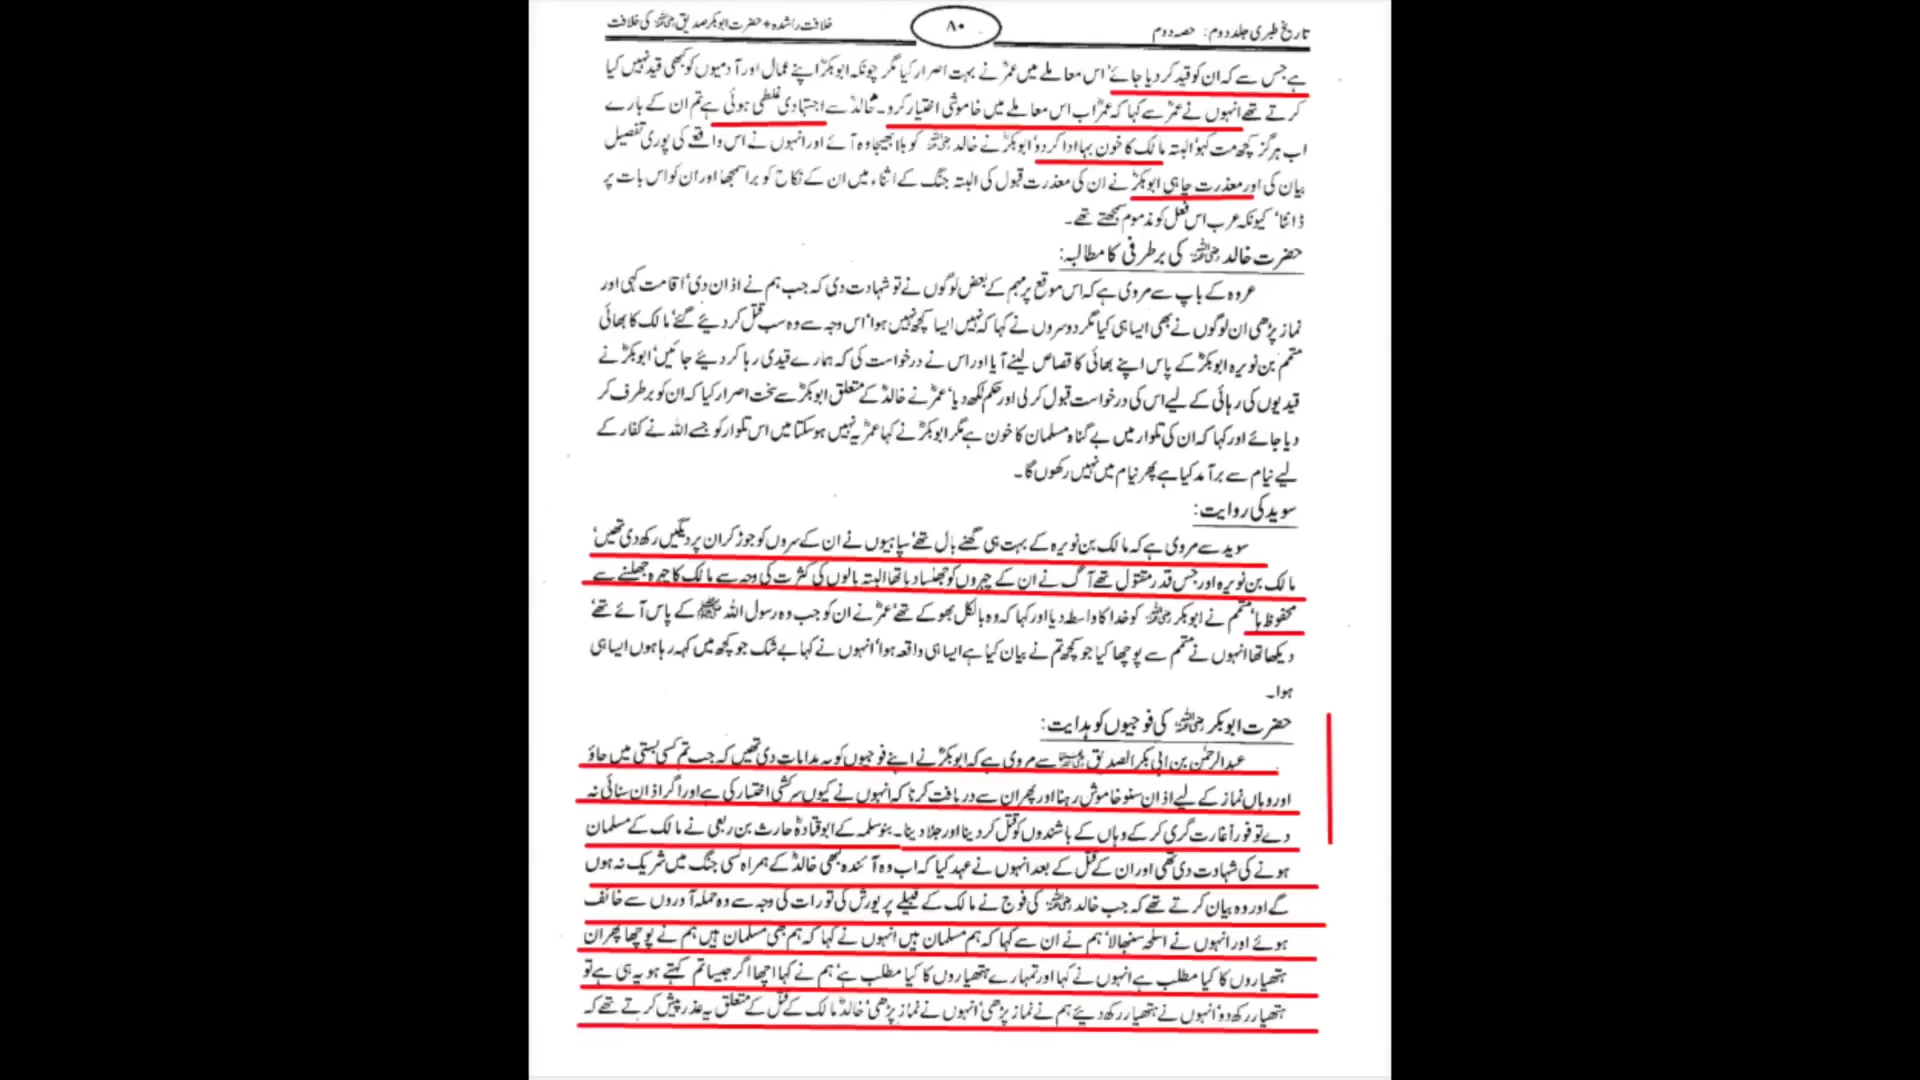 تاریخ طبری جلد دوم : حصہ دوم ۸۰ خلافت راشدہ + حضرت ابوبکر صدیق رضی اللہ عنہ کی خلافت
ہے جس سے کہ ان کو قید کر دیا جائے، اس معاملے میں عمرؓ نے بہت اصرار کیا مگر چونکہ ابوبکرؓ اپنے عمال اور آدمیوں کو کبھی قید نہیں کیا
کرتے تھے انہوں نے عمرؓ سے کہا کہ عمرؓ اب اس معاملے میں خاموشی اختیار کرو۔ خالدؓ سے اجتہادی غلطی ہوئی ہے تم ان کے بارے
اب ہرگز کچھ مت کہو، البتہ مالک کا خون بہا ادا کر دو، ابوبکرؓ نے خالد رضی اللہ عنہ کو بلا بھیجا وہ آئے اور انہوں نے اس واقعے کی پوری تفصیل
بیان کی اور معذرت چاہی ابوبکرؓ نے ان کی معذرت قبول کی البتہ جنگ کے اثناء میں ان کے نکاح کو برا سمجھا اور ان کو اس بات پر
ڈانٹا، کیونکہ عرب اس فعل کو مذموم سمجھتے تھے۔
حضرت خالد رضی اللہ عنہ کی برطرفی کا مطالبہ:
عروہ کے باپ سے مروی ہے کہ اس موقع پر مہم کے بعض لوگوں نے تو شہادت دی کہ جب ہم نے اذان دی، اقامت کہی اور
نماز پڑھی ان لوگوں نے بھی ایسا ہی کیا مگر دوسروں نے کہا کہ نہیں ایسا کچھ نہیں ہوا، اس وجہ سے وہ سب قتل کر دیئے گئے، مالک کا بھائی
متمم بن نویرہ ابوبکرؓ کے پاس اپنے بھائی کا قصاص لینے آیا اور اس نے درخواست کی کہ ہمارے قیدی رہا کر دیئے جائیں، ابوبکرؓ نے
قیدیوں کی رہائی کے لیے اس کی درخواست قبول کر لی اور حکم لکھ دیا، عمرؓ نے خالدؓ کے متعلق ابوبکرؓ سے سخت اصرار کیا کہ ان کو برطرف کر
دیا جائے اور کہا کہ ان کی تلوار میں بے گناہ مسلمان کا خون ہے مگر ابوبکرؓ نے کہا عمرؓ یہ نہیں ہو سکتا میں اس تلوار کو جسے اللہ نے کفار کے
لیے نیام سے برآمد کیا ہے پھر نیام میں نہیں رکھوں گا۔
سوید کی روایت:
سوید سے مروی ہے کہ مالک بن نویرہ کے بہت ہی گھنے بال تھے، سپاہیوں نے ان کے سروں کو جوڑ کر ان پر دیگیں رکھ دی تھیں،
مالک بن نویرہ اور جس قدر مقتول تھے آگ نے ان کے چہروں کو جھلسا دیا تھا البتہ بالوں کی کثرت کی وجہ سے مالک کا چہرہ جھلنے سے
محفوظ رہا، متمم نے ابوبکر رضی اللہ عنہ کو خدا کا واسطہ دیا اور کہا کہ وہ بالکل بھوکے تھے، عمرؓ نے ان کو جب وہ رسول اللہ ﷺ کے پاس آئے تھے
دیکھا تھا انہوں نے متمم سے پوچھا کیا جو کچھ تم نے بیان کیا ہے ایسا ہی واقعہ ہوا، انہوں نے کہا بے شک جو کچھ میں کہہ رہا ہوں ایسا ہی
ہوا۔
حضرت ابوبکر رضی اللہ عنہ کی فوجیوں کو ہدایت:
عبدالرحمٰن بن ابی بکر الصدیق سے مروی ہے کہ ابوبکرؓ نے اپنے فوجیوں کو یہ ہدایات دی تھیں کہ جب تم کسی بستی میں جاؤ
اور وہاں نماز کے لیے اذان سنو خاموش رہنا اور پھر ان سے دریافت کرنا کہ انہوں نے کیوں سرکشی اختیار کی ہے اور اگر اذان سنائی نہ
دے تو فوراً غارت گری کر کے وہاں کے باشندوں کو قتل کر دینا اور جلا دینا۔ بنو سلمہ کے ابوقتادہؓ حارث بن ربعی نے مالک کے مسلمان
ہونے کی شہادت دی تھی اور ان کے قتل کے بعد انہوں نے عہد کیا کہ اب وہ آئندہ کبھی خالدؓ کے ہمراہ کسی جنگ میں شریک نہ ہوں
گے اور وہ بیان کرتے تھے کہ جب خالد رضی اللہ عنہ کی فوج نے مالک کے قبیلے پر یورش کی تو رات کی وجہ سے وہ حملہ آوروں سے خائف
ہوئے اور انہوں نے اسلحہ سنبھالا، ہم نے ان سے کہا کہ ہم مسلمان ہیں انہوں نے کہا کہ ہم بھی مسلمان ہیں ہم نے پوچھا پھر ان
ہتھیاروں کا کیا مطلب ہے انہوں نے کہا اور تمہارے ہتھیاروں کا کیا مطلب ہے، ہم نے کہا اچھا اگر جیسا تم کہتے ہو یہ ہی ہے تو
ہتھیار رکھ دو، انہوں نے ہتھیار رکھ دیئے ہم نے نماز پڑھی، انہوں نے نماز پڑھی، خالدؓ مالک کے قتل کے متعلق یہ عذر پیش کرتے تھے کہ